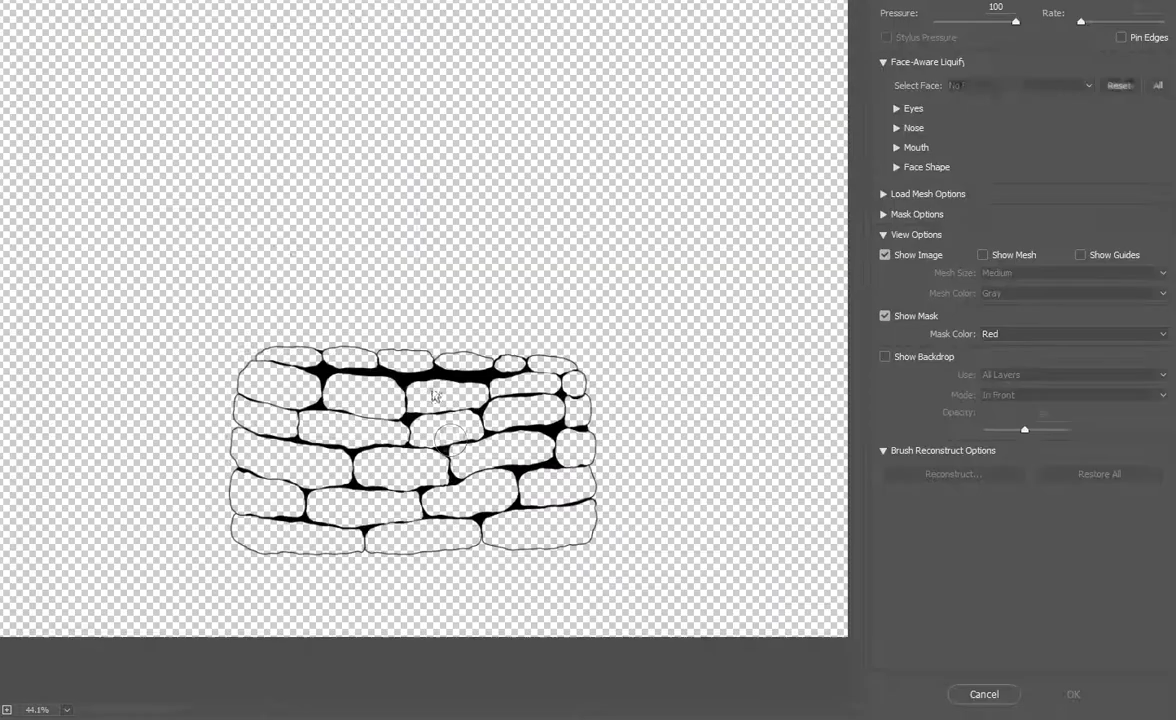 100
Pressure: Rate:
Stylus Pressure Pin Edges
Face-Aware Liquify
Select Face: Reset All
Eyes
Nose
Mouth
Face Shape
Load Mesh Options
Mask Options
View Options
Show Image Show Mesh Show Guides
Mesh Size: Medium
Mesh Color: Gray
Show Mask
Mask Color: Red
Show Backdrop
Use: All Layers
Mode: In Front
Opacity:
Brush Reconstruct Options
Reconstruct... Restore All
Cancel OK
44.1%